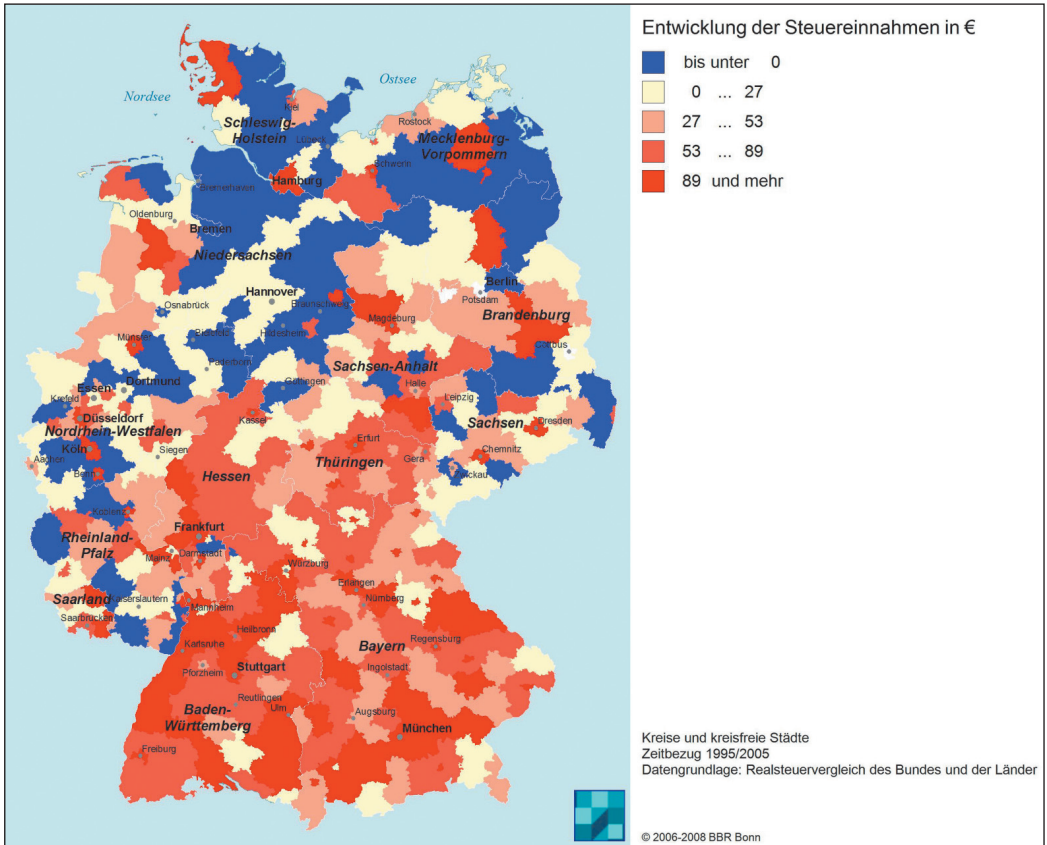 Entwicklung der Steuereinnahmen in €
bis unter 0
0 ... 27
27 ... 53
53 ... 89
89 und mehr
Nordsee
Ostsee
Kiel
Schleswig-
Holstein
Rostock
Lübeck
Mecklenburg-
Vorpommern
Schwerin
Hamburg
Bremerhaven
Oldenburg
Bremen
Niedersachsen
Berlin
Hannover
Potsdam
Osnabrück
Braunschweig
Brandenburg
Magdeburg
Münster
Bielefeld
Hildesheim
Cottbus
Paderborn
Sachsen-Anhalt
Dortmund
Göttingen
Essen
Halle
Krefeld
Leipzig
Düsseldorf
Kassel
Sachsen
Dresden
Nordrhein-Westfalen
Erfurt
Köln
Siegen
Thüringen
Gera
Chemnitz
Aachen
Bonn
Hessen
Zwickau
Koblenz
Frankfurt
Rheinland-
Pfalz
Mainz
Darmstadt
Würzburg
Erlangen
Saarland
Kaiserslautern
Mannheim
Nürnberg
Saarbrücken
Heilbronn
Bayern
Regensburg
Karlsruhe
Pforzheim
Stuttgart
Ingolstadt
Reutlingen
Baden-
Württemberg
Ulm
Augsburg
München
Freiburg
Kreise und kreisfreie Städte
Zeitbezug 1995/2005
Datengrundlage: Realsteuervergleich des Bundes und der Länder
© 2006-2008 BBR Bonn